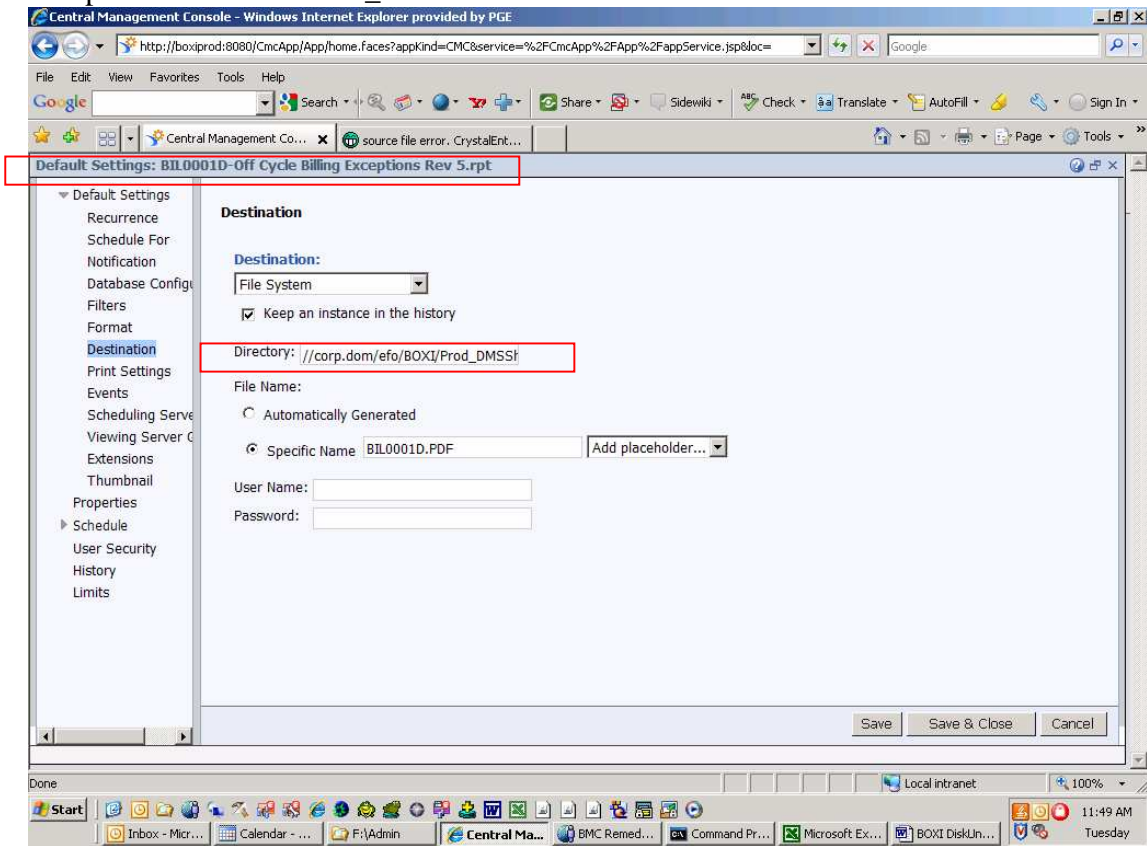 Central Management Console - Windows Internet Explorer provided by PGE
http://boxiprod:8080/CmcApp/App/home.faces?appKind=CMC&service=%2FCmcApp%2FApp%2FappService.jsp&loc=
Google
File Edit View Favorites Tools Help
Google Search Share Sidewiki Check Translate AutoFill Sign In
Central Management Co... X source file error. CrystalEnt... Page Tools
Default Settings: BIL0001D-Off Cycle Billing Exceptions Rev 5.rpt
Default Settings
Recurrence
Schedule For
Notification
Database Configu
Filters
Format
Destination
Print Settings
Events
Scheduling Serve
Viewing Server G
Extensions
Thumbnail
Properties
Schedule
User Security
History
Limits
Destination
Destination:
File System
Keep an instance in the history
Directory: //corp.dom/efo/BOXI/Prod_DMSSh
File Name:
Automatically Generated
Specific Name BIL0001D.PDF Add placeholder...
User Name:
Password:
Save Save & Close Cancel
Done Local intranet 100%
Start 11:49 AM
Inbox - Micr... Calendar - ... F:\Admin Central Ma... BMC Remed... Command Pr... Microsoft Ex... BOXI DiskUn... Tuesday